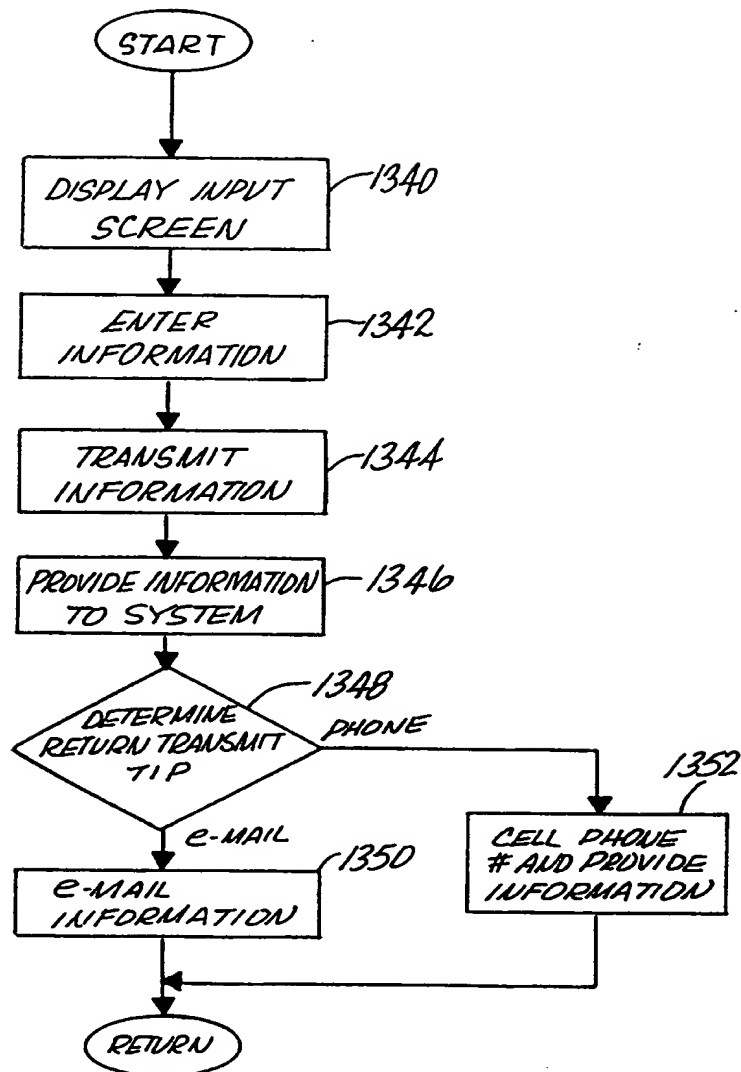 START
DISPLAY INPUT
SCREEN
1340
ENTER
INFORMATION
1342
TRANSMIT
INFORMATION
1344
PROVIDE INFORMATION
TO SYSTEM
1346
DETERMINE
RETURN TRANSMIT
TIP
1348
PHONE
e-MAIL
e-MAIL
INFORMATION
1350
CELL PHONE
# AND PROVIDE
INFORMATION
1352
RETURN